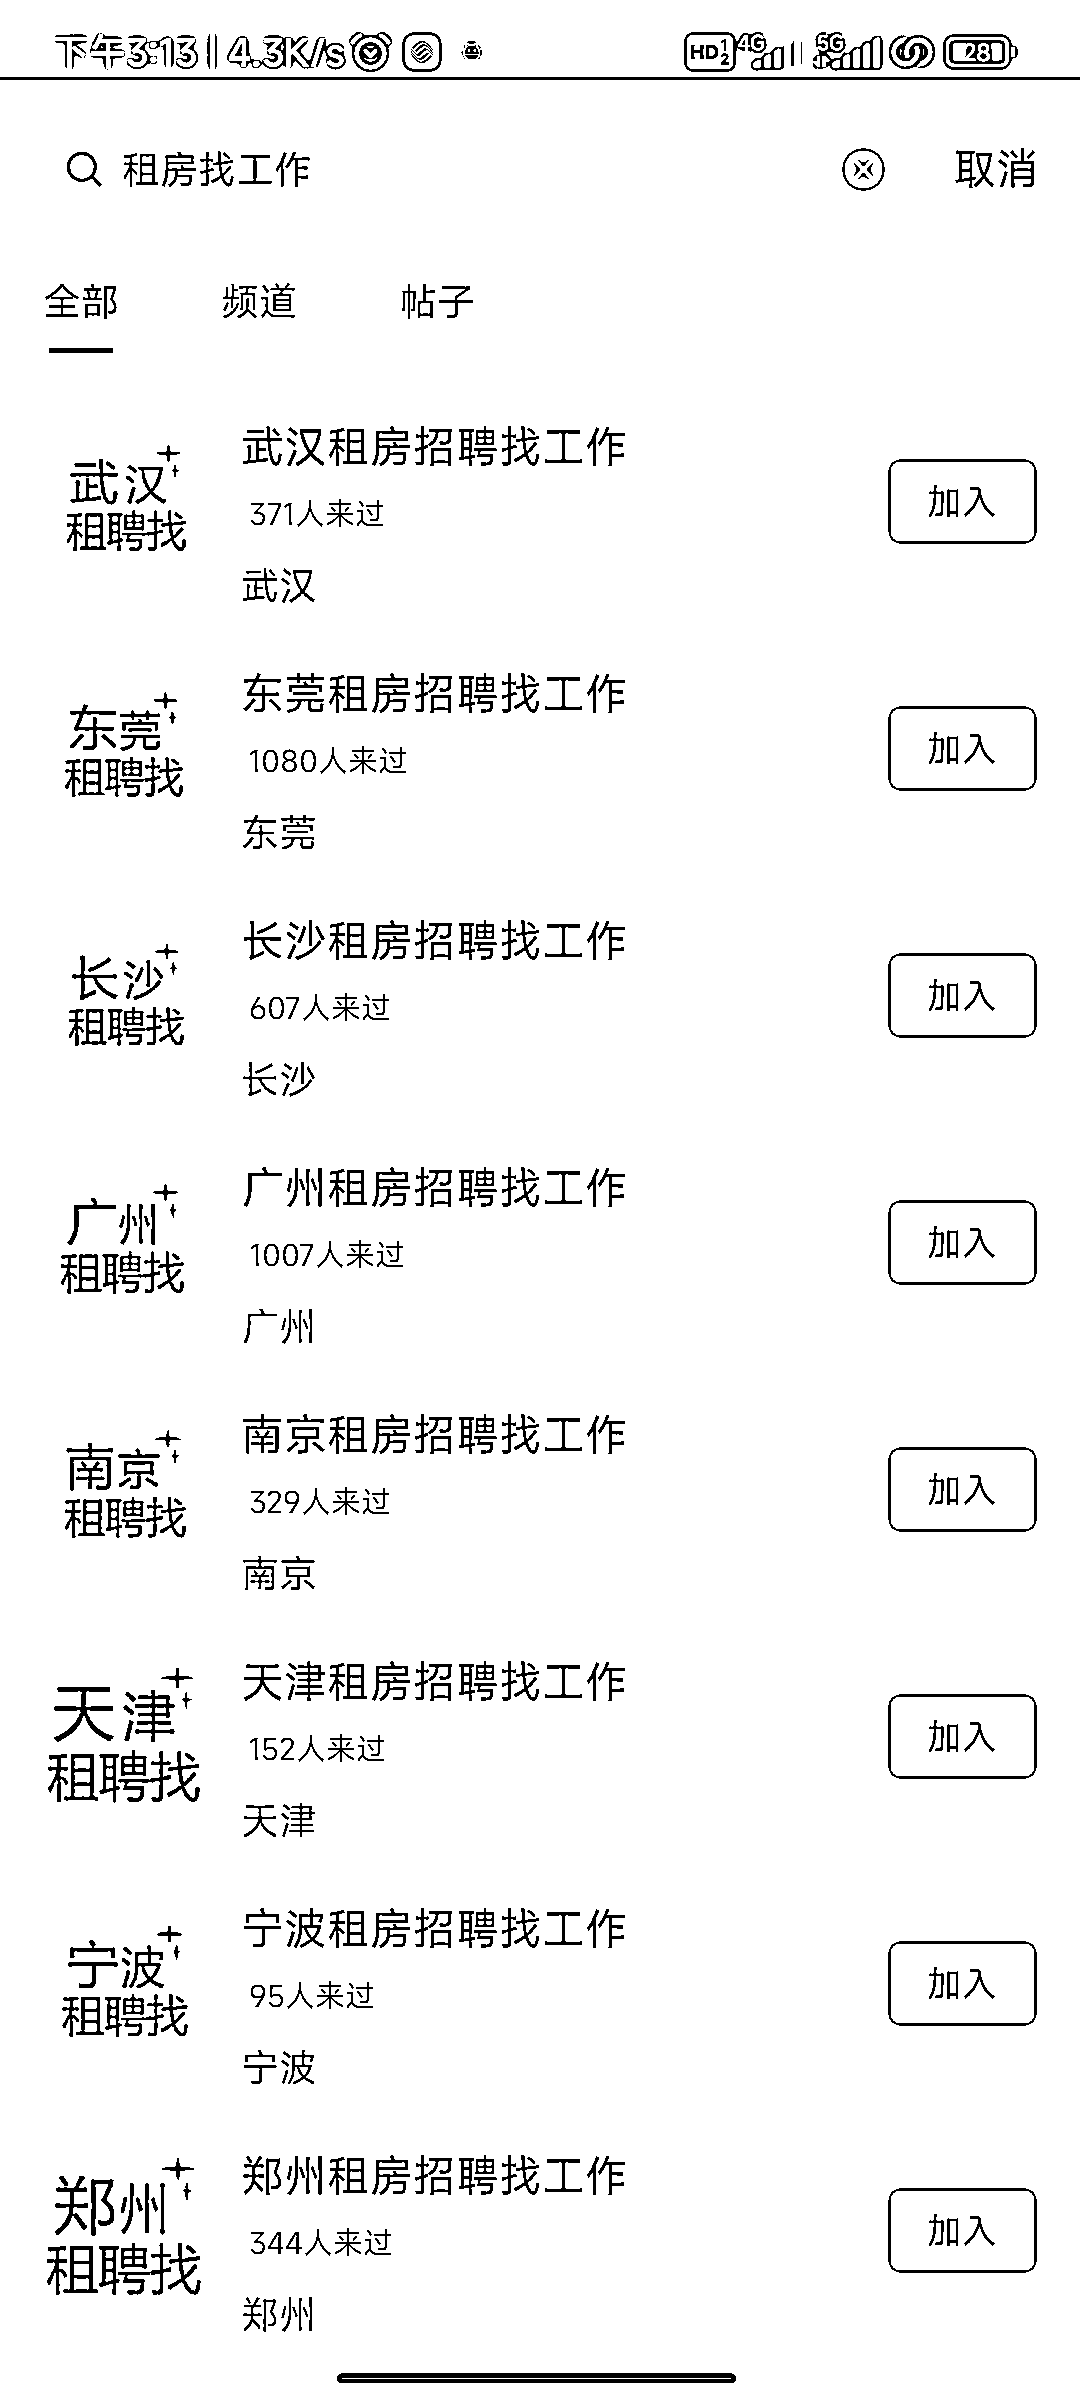 下午3:13 | 4.3K/s
HD 1 2 4G 5G 28
租房找工作
取消
全部 频道 帖子
武汉
租聘找
武汉租房招聘找工作
371人来过
武汉
加入
东莞
租聘找
东莞租房招聘找工作
1080人来过
东莞
加入
长沙
租聘找
长沙租房招聘找工作
607人来过
长沙
加入
广州
租聘找
广州租房招聘找工作
1007人来过
广州
加入
南京
租聘找
南京租房招聘找工作
329人来过
南京
加入
天津
租聘找
天津租房招聘找工作
152人来过
天津
加入
宁波
租聘找
宁波租房招聘找工作
95人来过
宁波
加入
郑州
租聘找
郑州租房招聘找工作
344人来过
郑州
加入